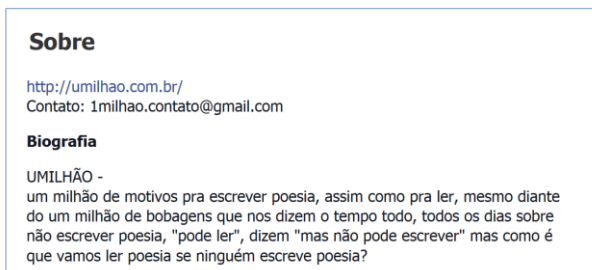 Sobre
http://umilhao.com.br/
Contato: 1milhao.contato@gmail.com
Biografia
UMILHÃO -
um milhão de motivos pra escrever poesia, assim como pra ler, mesmo diante
do um milhão de bobagens que nos dizem o tempo todo, todos os dias sobre
não escrever poesia, "pode ler", dizem "mas não pode escrever" mas como é
que vamos ler poesia se ninguém escreve poesia?